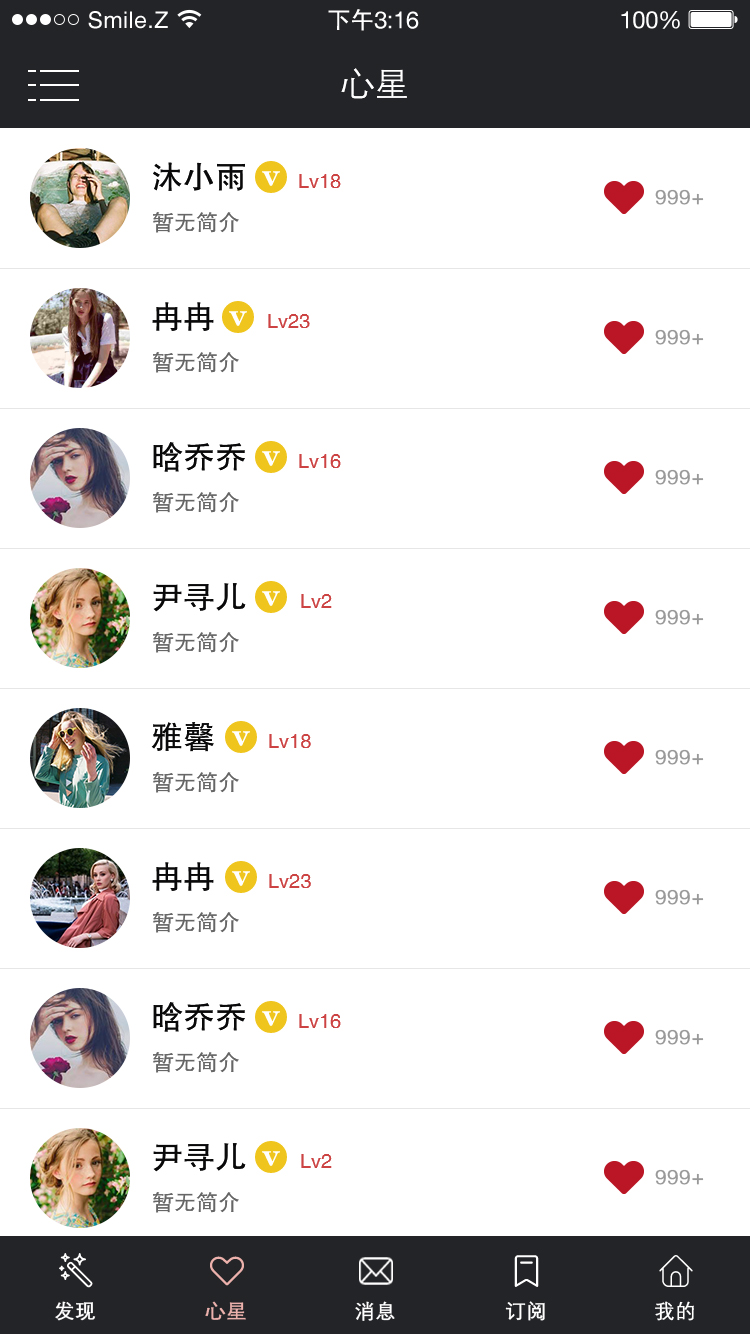 Smile.Z 下午3:16 100%
心星
沐小雨 V Lv18
暂无简介
999+
冉冉 V Lv23
暂无简介
999+
晗乔乔 V Lv16
暂无简介
999+
尹寻儿 V Lv2
暂无简介
999+
雅馨 V Lv18
暂无简介
999+
冉冉 V Lv23
暂无简介
999+
晗乔乔 V Lv16
暂无简介
999+
尹寻儿 V Lv2
暂无简介
999+
发现 心星 消息 订阅 我的